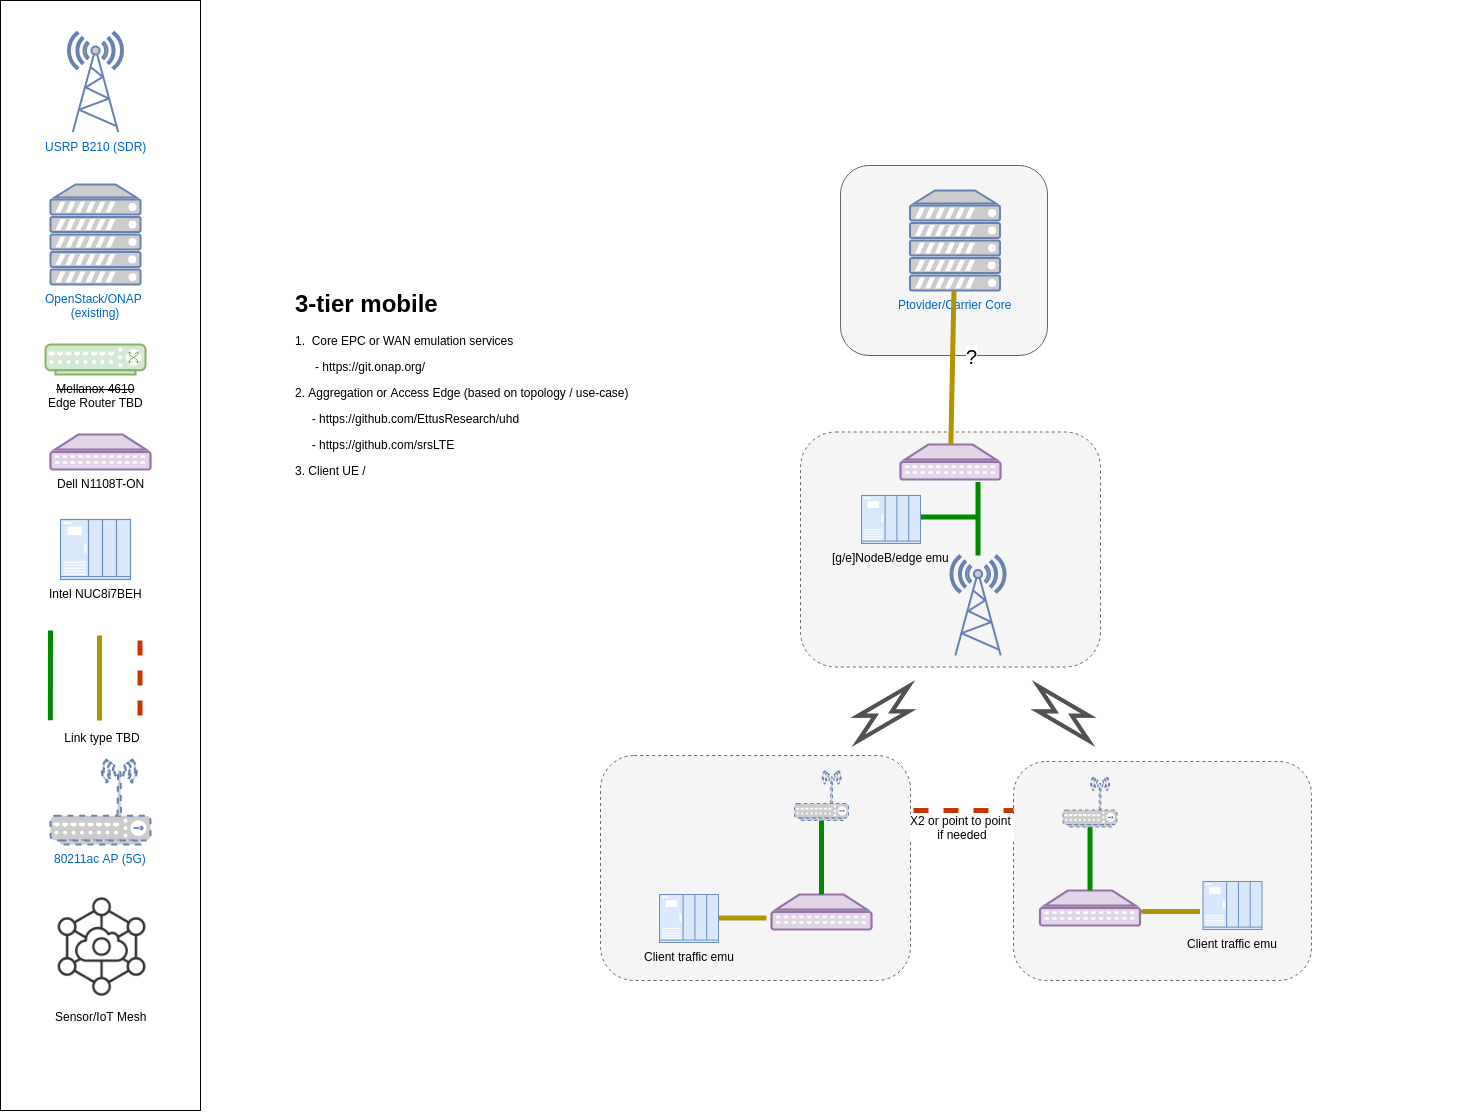 USRP B210 (SDR)
OpenStack/ONAP
(existing)
Mellanox 4610
Edge Router TBD
Dell N1108T-ON
Intel NUC8i7BEH
Link type TBD
80211ac AP (5G)
Sensor/IoT Mesh
3-tier mobile
1. Core EPC or WAN emulation services
- https://git.onap.org/
2. Aggregation or Access Edge (based on topology / use-case)
- https://github.com/EttusResearch/uhd
- https://github.com/srsLTE
3. Client UE /
Ptovider/Carrier Core
?
[g/e]NodeB/edge emu
X2 or point to point
if needed
Client traffic emu
Client traffic emu